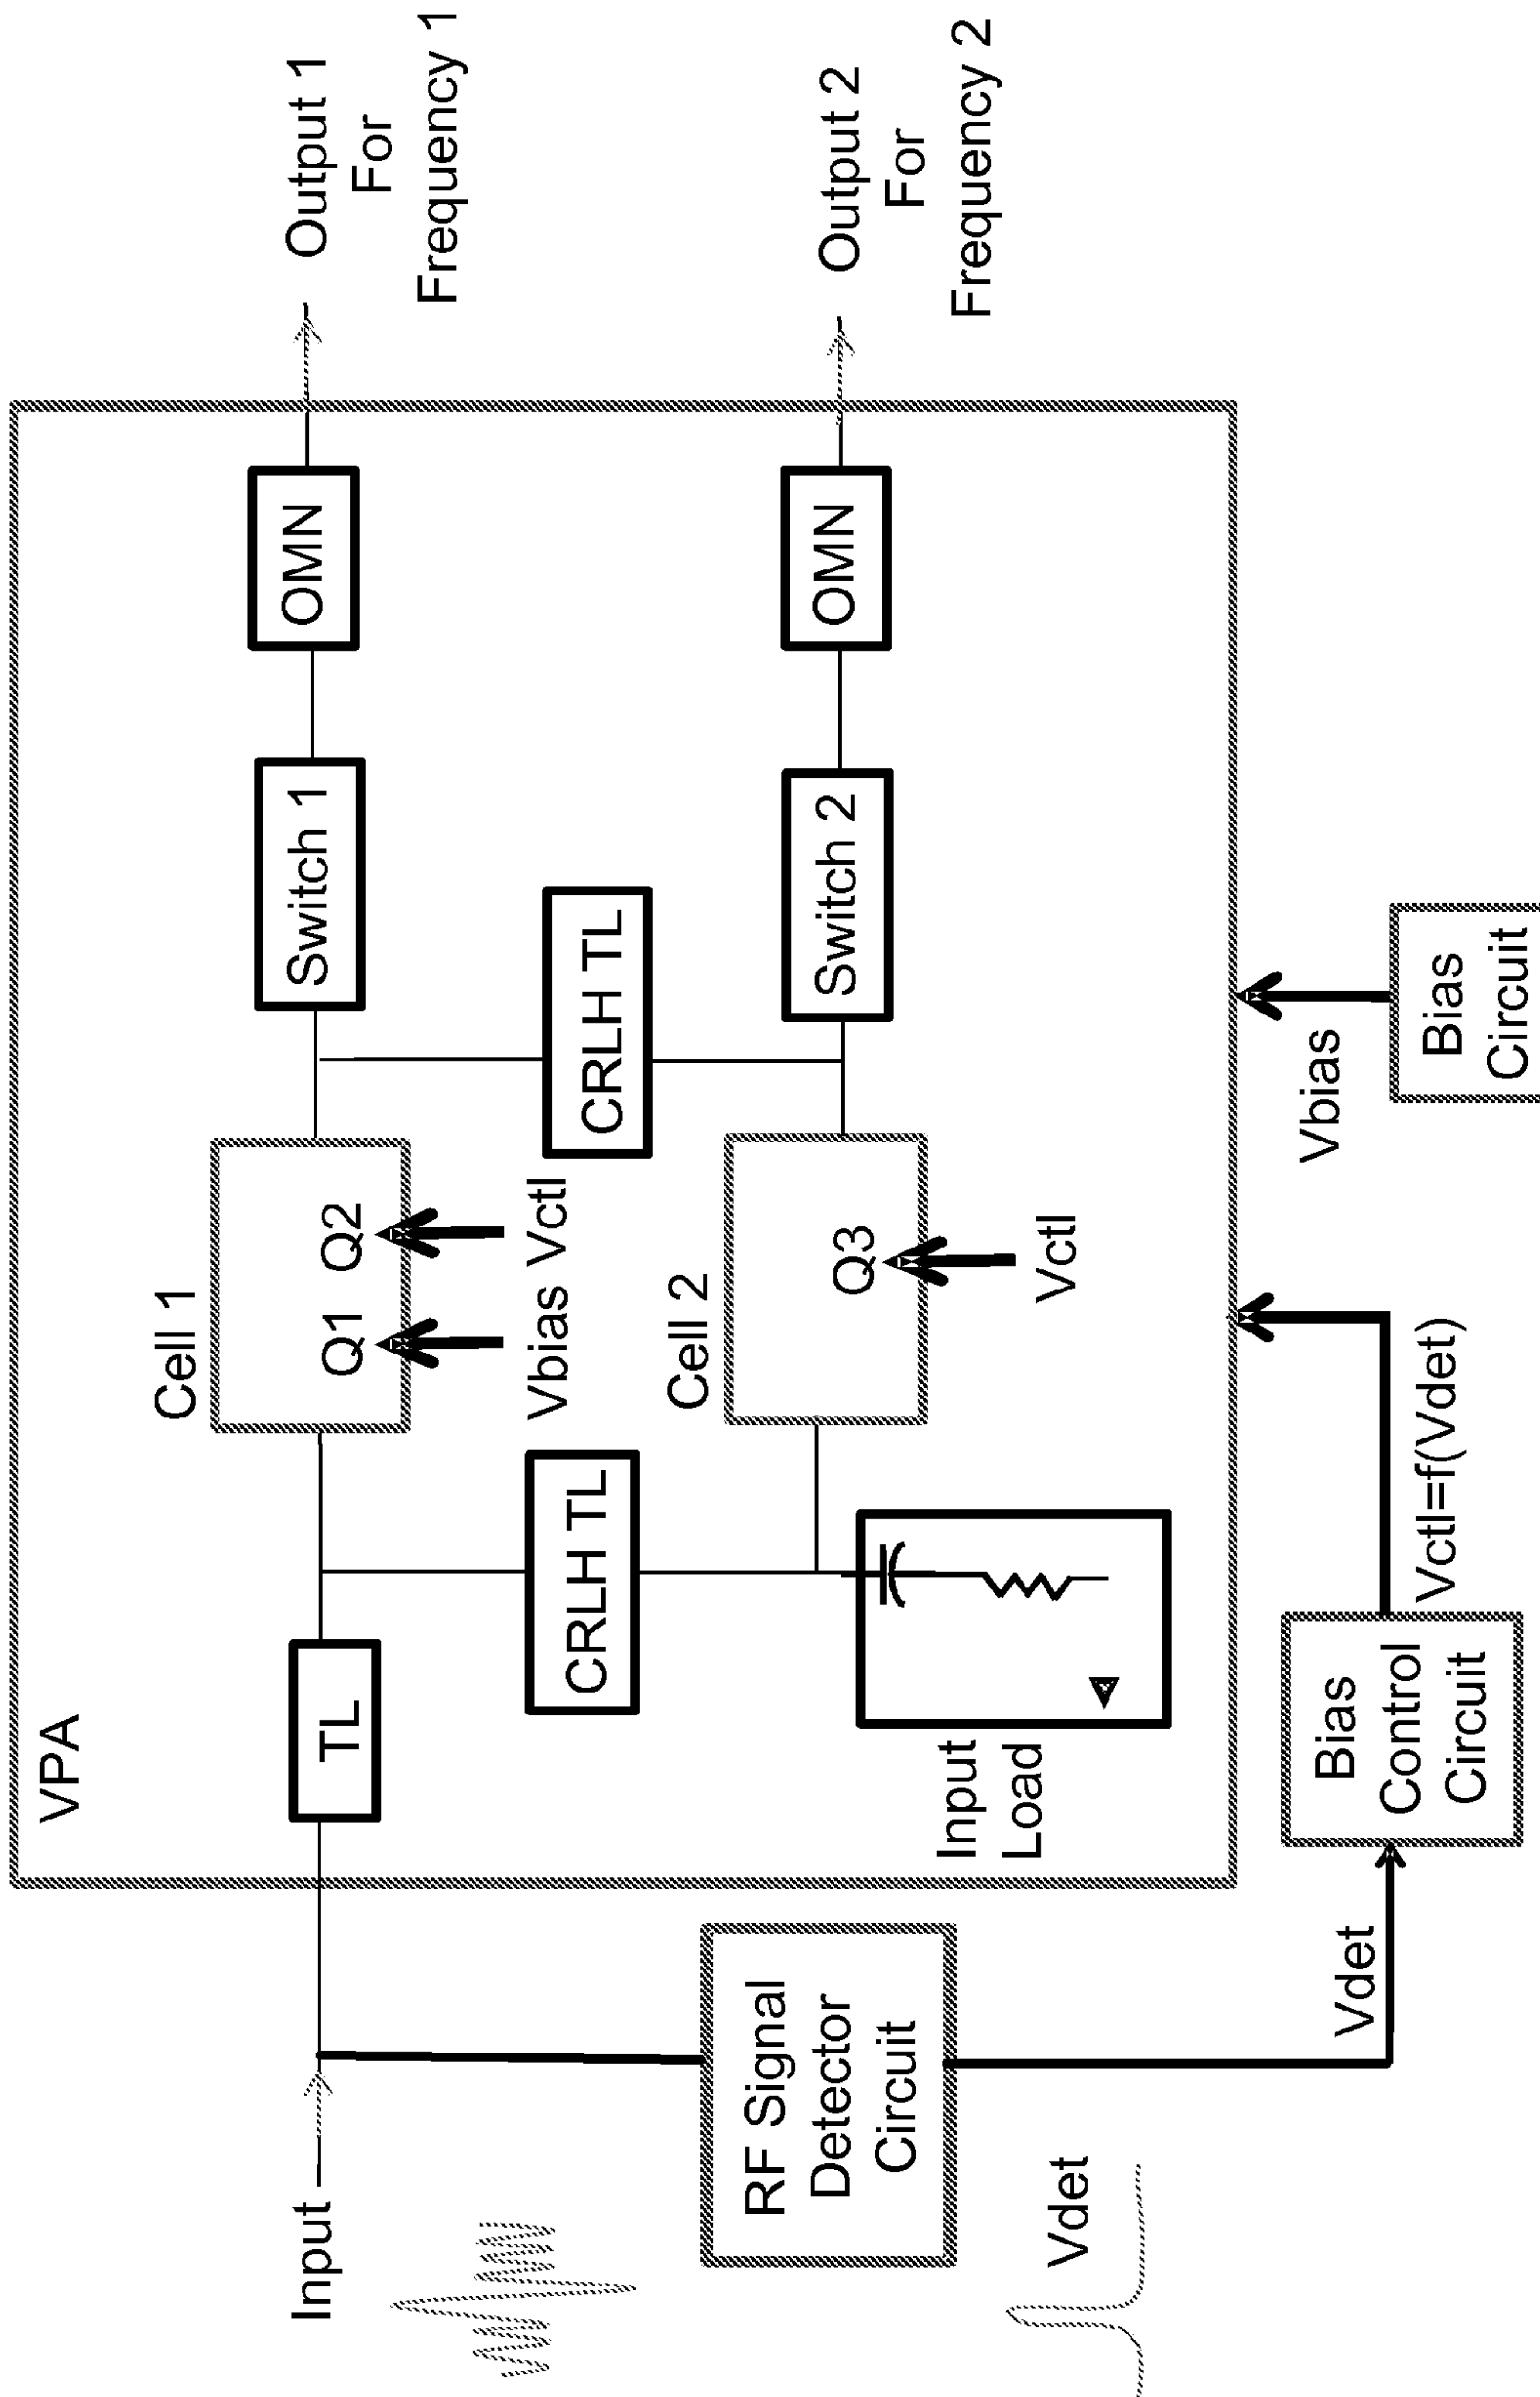 VPA
Input
TL
Cell 1
Q1 Q2
Vbias Vctl
Switch 1
OMN
Output 1
For
Frequency 1
CRLH TL
CRLH TL
Cell 2
Q3
Vctl
Switch 2
OMN
Output 2
For
Frequency 2
Input
Load
RF Signal
Detector
Circuit
Vdet
Vdet
Bias
Control
Circuit
Vctl=f(Vdet)
Vbias
Bias
Circuit